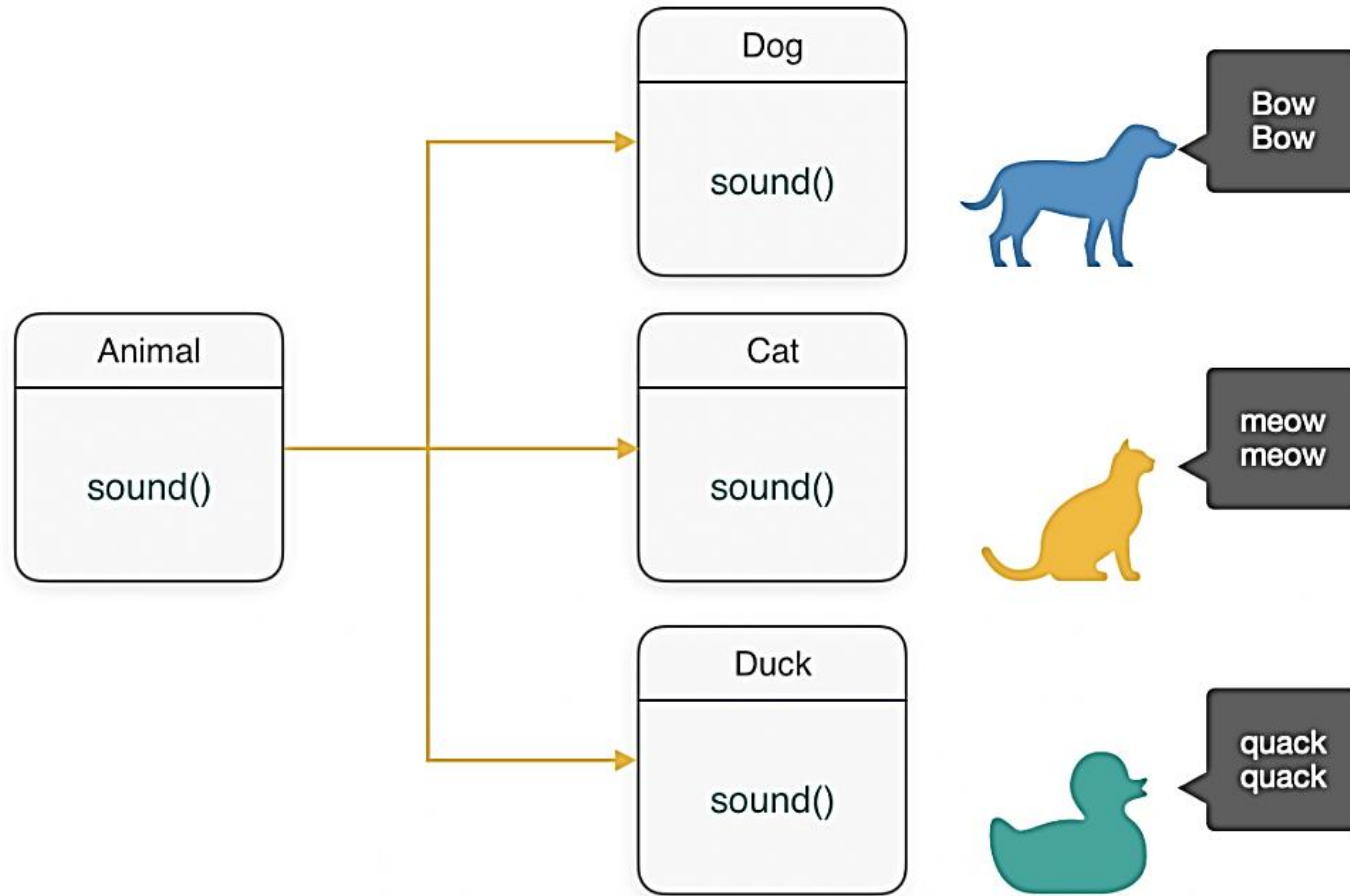 Dog
sound()
Bow
Bow
Animal
sound()
Cat
sound()
meow
meow
Duck
sound()
quack
quack